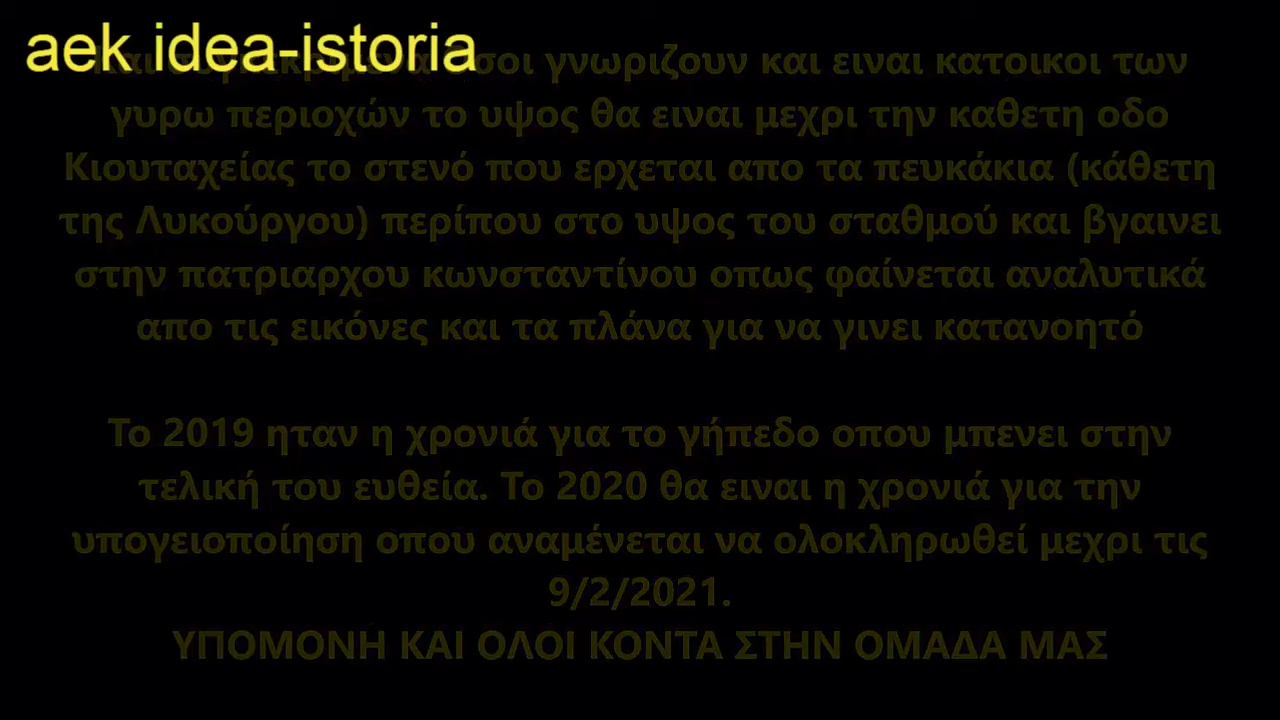 aek idea-istoria
οσοι γνωριζουν και ειναι κατοικοι των
γυρω περιοχών το υψος θα ειναι μεχρι την καθετη οδο
Κιουταχείας το στενό που ερχεται απο τα πευκάκια (κάθετη
της Λυκούργου) περίπου στο υψος του σταθμού και βγαινει
στην πατριαρχου κωνσταντίνου οπως φαίνεται αναλυτικά
απο τις εικόνες και τα πλάνα για να γινει κατανοητό
Το 2019 ηταν η χρονιά για το γήπεδο οπου μπενει στην
τελική του ευθεία. Το 2020 θα ειναι η χρονιά για την
υπογειοποίηση οπου αναμένεται να ολοκληρωθεί μεχρι τις
9/2/2021.
ΥΠΟΜΟΝΉ ΚΑΙ ΟΛΟΙ ΚΟΝΤΑ ΣΤΗΝ ΟΜΑΔΑ ΜΑΣ